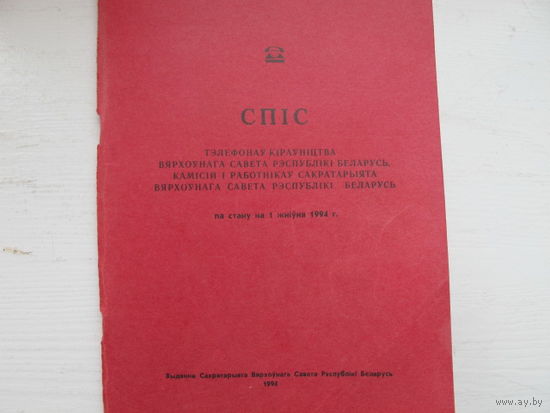 СПІС
ТЭЛЕФОНАЎ КІРАЎНІЦТВА
ВЯРХОЎНАГА САВЕТА РЭСПУБЛІКІ БЕЛАРУСЬ,
КАМІСІЙ І РАБОТНІКАЎ САКРАТАРЫЯТА
ВЯРХОЎНАГА САВЕТА РЭСПУБЛІКІ БЕЛАРУСЬ
па стану на 1 жніўня 1994 г.
Выданне Сакратарыята Вярхоўнага Савета Рэспублікі Беларусь
1994
www.ay.by